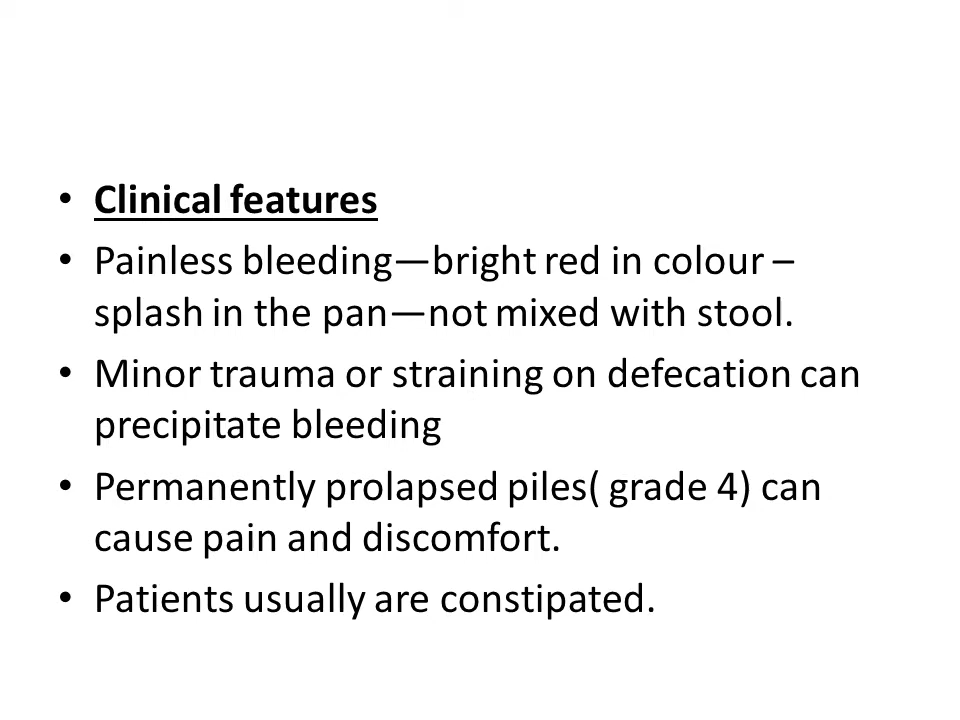 • Clinical features
• Painless bleeding—bright red in colour –
splash in the pan—not mixed with stool.
• Minor trauma or straining on defecation can
precipitate bleeding
• Permanently prolapsed piles( grade 4) can
cause pain and discomfort.
• Patients usually are constipated.